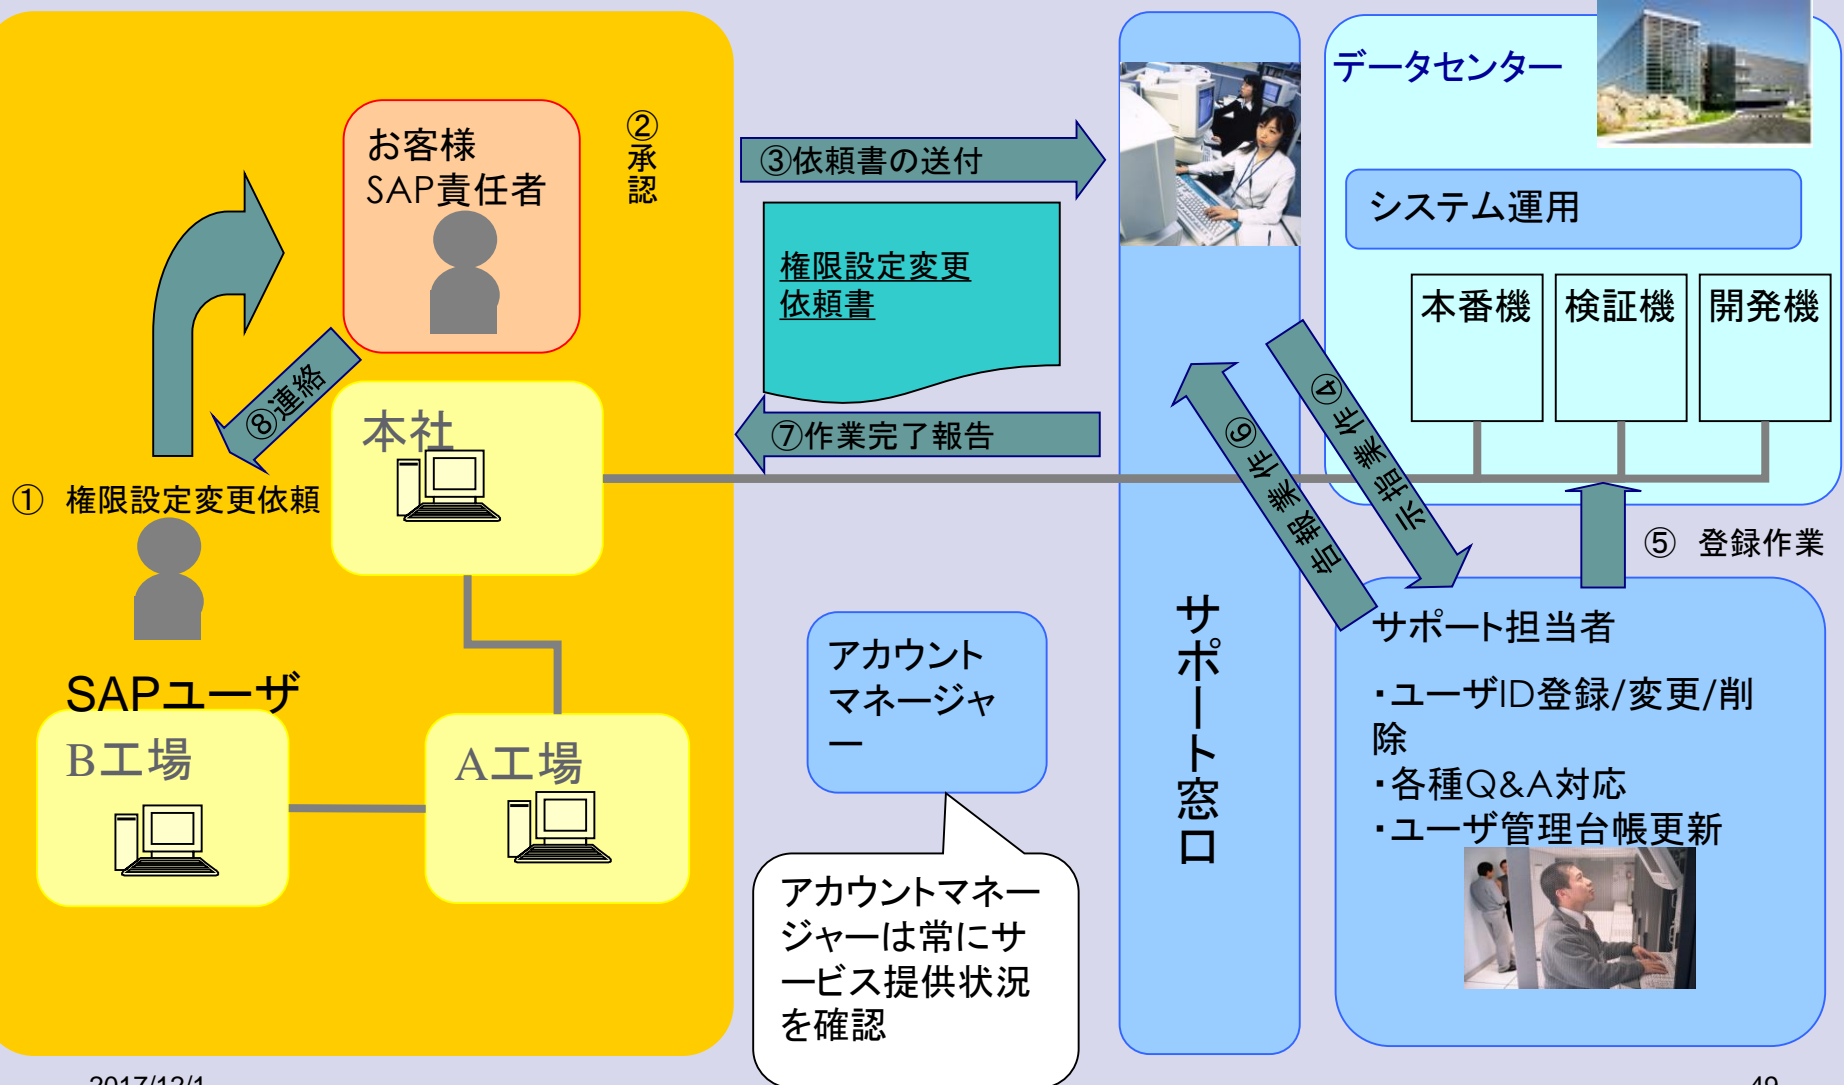 お客様
SAP責任者
②承認
③依頼書の送付
権限設定変更
依頼書
⑦作業完了報告
⑧連絡
① 権限設定変更依頼
SAPユーザ
本社
B工場
A工場
アカウント
マネージャ
ー
アカウントマネー
ジャーは常にサ
ービス提供状況
を確認
サポート窓口
データセンター
システム運用
本番機
検証機
開発機
④作業指示
⑥作業報告
⑤ 登録作業
サポート担当者
・ユーザID登録/変更/削
除
・各種Q&A対応
・ユーザ管理台帳更新
2017/12/1
49